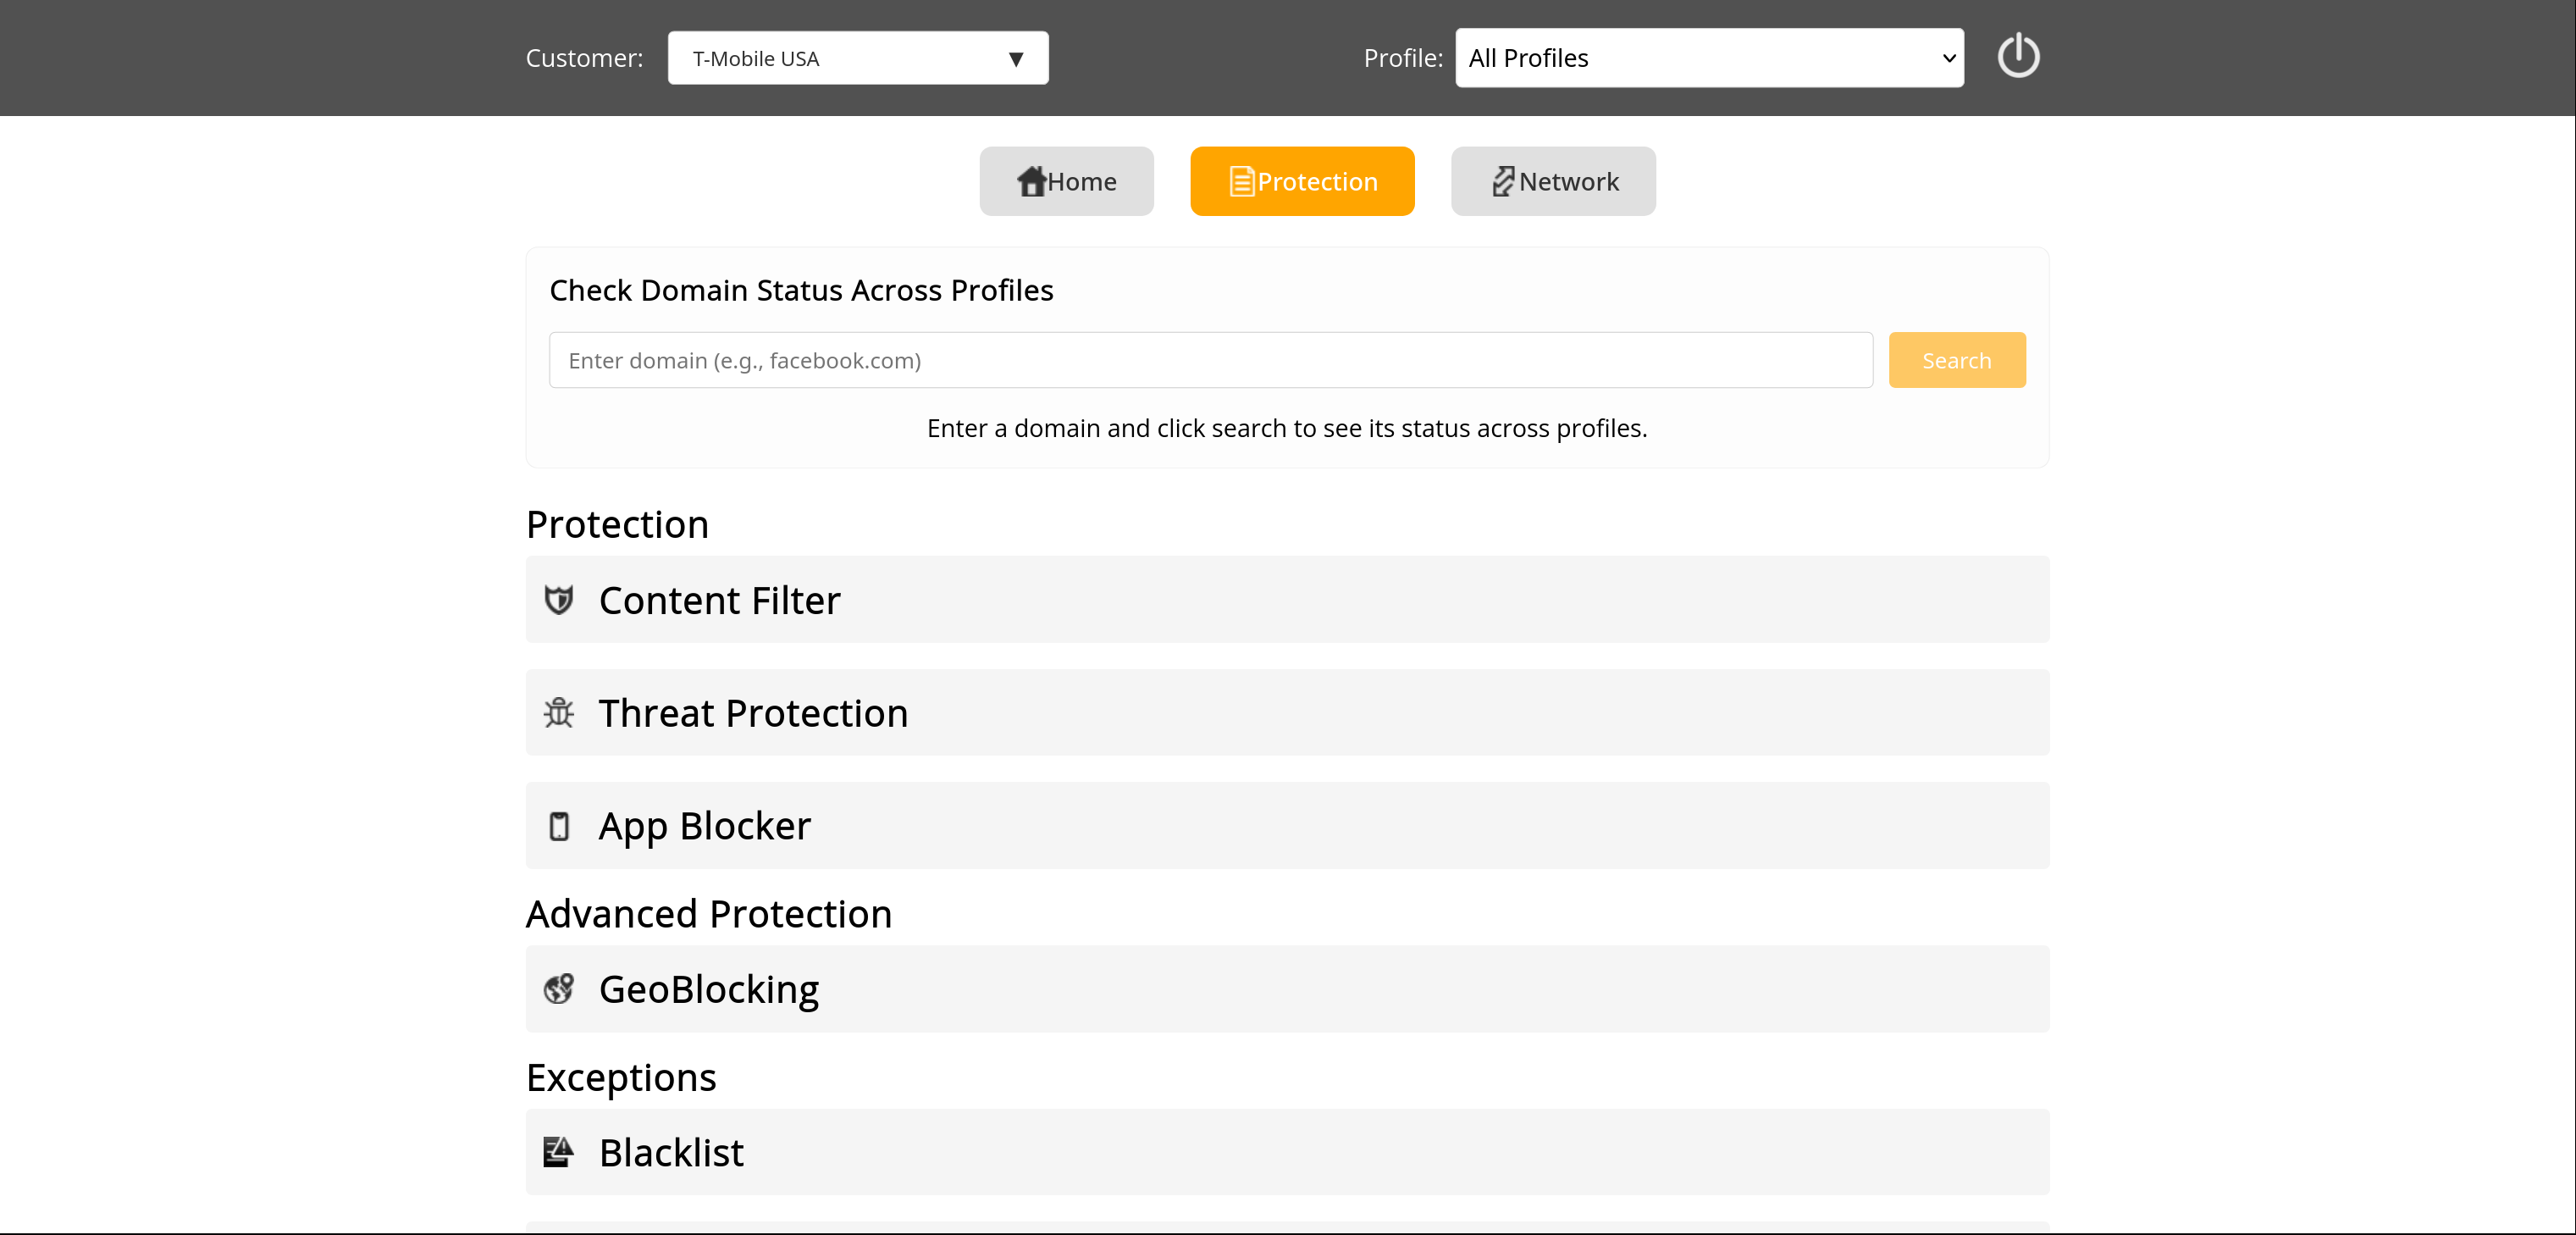 Customer: T-Mobile USA ▼ Profile: All Profiles
Home Protection Network
Check Domain Status Across Profiles
Enter domain (e.g., facebook.com) Search
Enter a domain and click search to see its status across profiles.
Protection
Content Filter
Threat Protection
App Blocker
Advanced Protection
GeoBlocking
Exceptions
Blacklist